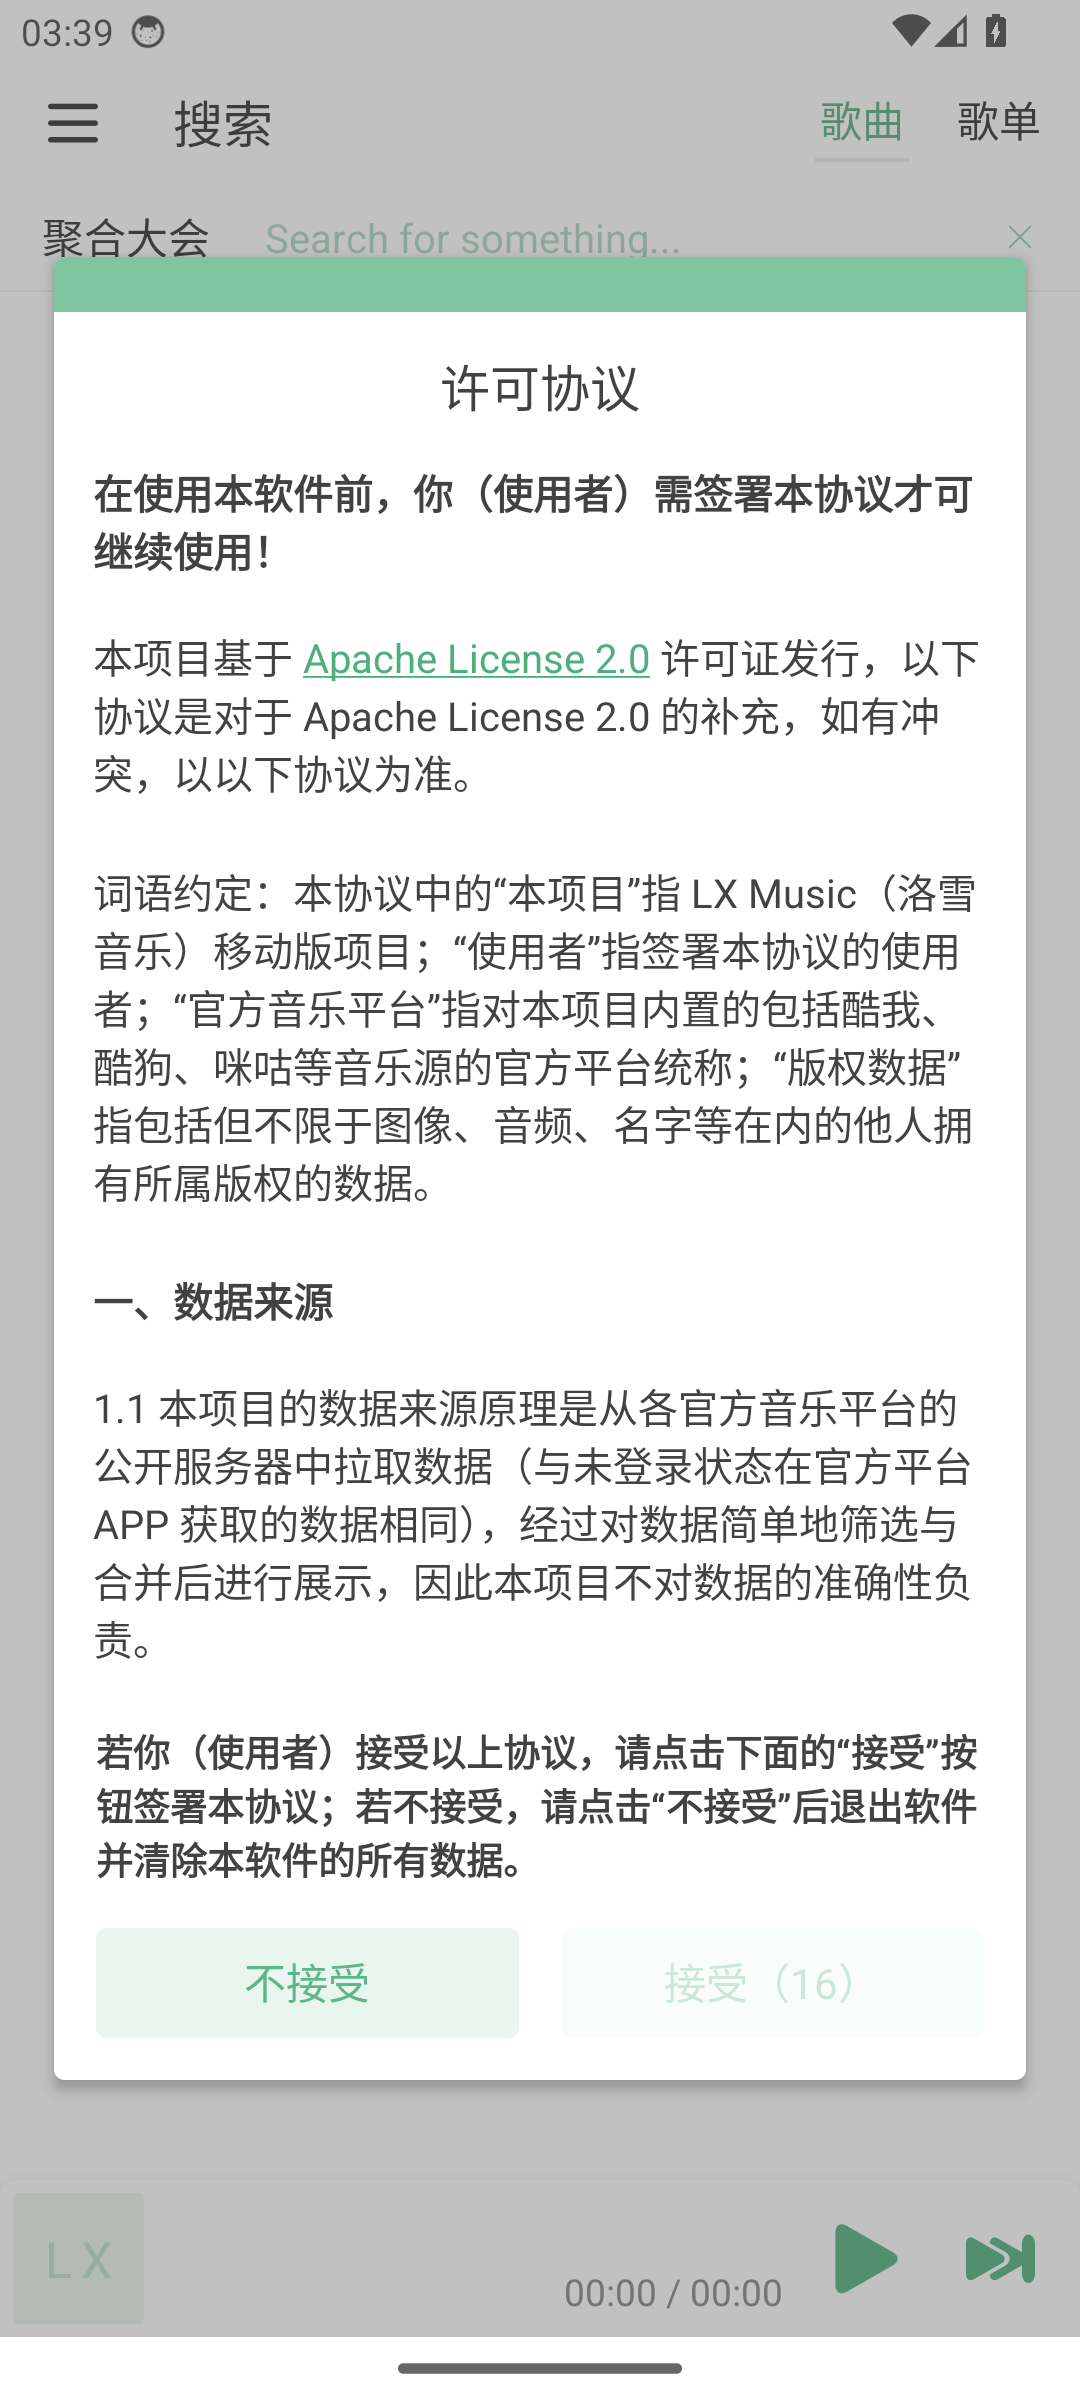 03:39
搜索
歌曲
歌单
聚合大会
Search for something...
许可协议
在使用本软件前，你（使用者）需签署本协议才可
继续使用！
本项目基于 Apache License 2.0 许可证发行，以下
协议是对于 Apache License 2.0 的补充，如有冲
突，以以下协议为准。
词语约定：本协议中的“本项目”指 LX Music（洛雪
音乐）移动版项目；“使用者”指签署本协议的使用
者；“官方音乐平台”指对本项目内置的包括酷我、
酷狗、咪咕等音乐源的官方平台统称；“版权数据”
指包括但不限于图像、音频、名字等在内的他人拥
有所属版权的数据。
一、数据来源
1.1 本项目的数据来源原理是从各官方音乐平台的
公开服务器中拉取数据（与未登录状态在官方平台
APP 获取的数据相同），经过对数据简单地筛选与
合并后进行展示，因此本项目不对数据的准确性负
责。
若你（使用者）接受以上协议，请点击下面的“接受”按
钮签署本协议；若不接受，请点击“不接受”后退出软件
并清除本软件的所有数据。
不接受
接受（16）
L X
00:00 / 00:00